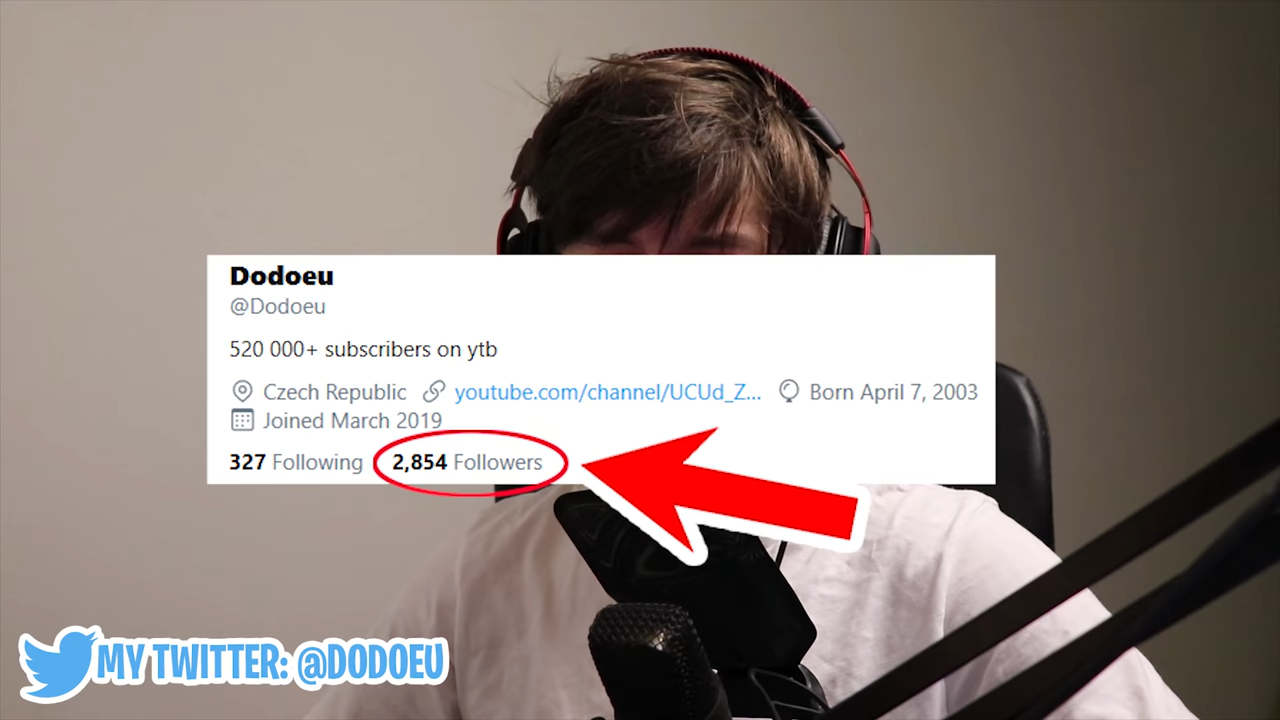 Dodoeu
@Dodoeu
520 000+ subscribers on ytb
Czech Republic youtube.com/channel/UCUd_Z... Born April 7, 2003
Joined March 2019
327 Following 2,854 Followers
MY TWITTER: @DODOEU